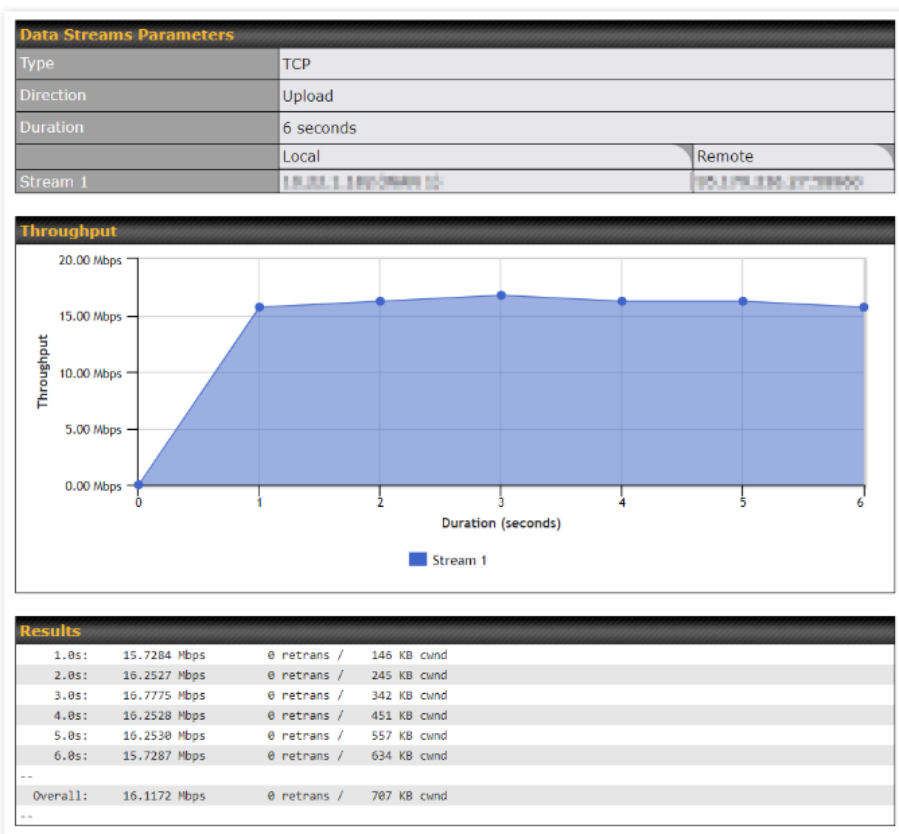 Data Streams Parameters
Type TCP
Direction Upload
Duration 6 seconds
Local Remote
Stream 1
Throughput
20.00 Mbps
15.00 Mbps
10.00 Mbps
5.00 Mbps
0.00 Mbps
Throughput
0 1 2 3 4 5 6
Duration (seconds)
Stream 1
Results
1.0s: 15.7284 Mbps 0 retrans / 146 KB cwnd
2.0s: 16.2527 Mbps 0 retrans / 245 KB cwnd
3.0s: 16.7775 Mbps 0 retrans / 342 KB cwnd
4.0s: 16.2528 Mbps 0 retrans / 451 KB cwnd
5.0s: 16.2530 Mbps 0 retrans / 557 KB cwnd
6.0s: 15.7287 Mbps 0 retrans / 634 KB cwnd
--
Overall: 16.1172 Mbps 0 retrans / 707 KB cwnd
--